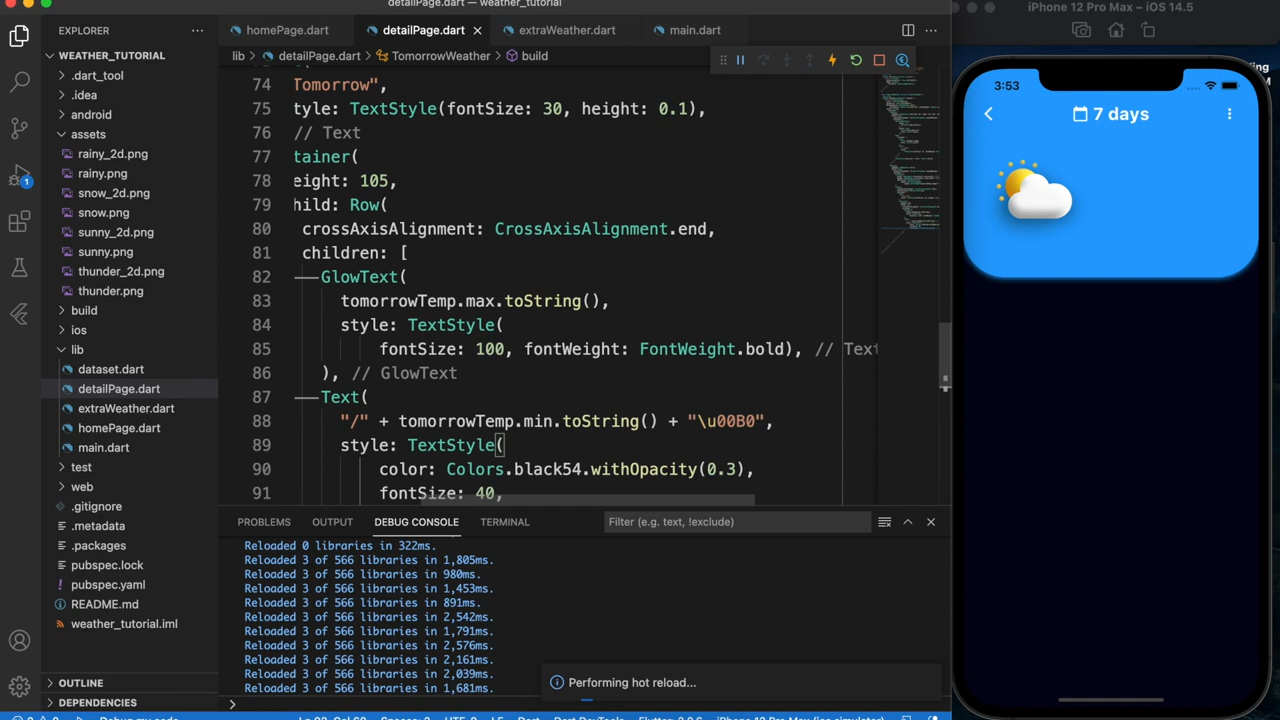 detailPage.dart — weather_tutorial
iPhone 12 Pro Max – iOS 14.5
EXPLORER
homePage.dart
detailPage.dart
extraWeather.dart
main.dart
lib > detailPage.dart > TomorrowWeather > build
WEATHER_TUTORIAL
.dart_tool
.idea
android
assets
rainy_2d.png
rainy.png
snow_2d.png
snow.png
sunny_2d.png
sunny.png
thunder_2d.png
thunder.png
build
ios
lib
dataset.dart
detailPage.dart
extraWeather.dart
homePage.dart
main.dart
test
web
.gitignore
.metadata
.packages
pubspec.lock
pubspec.yaml
README.md
weather_tutorial.iml
OUTLINE
DEPENDENCIES
1
74 Tomorrow",
75 tyle: TextStyle(fontSize: 30, height: 0.1),
76 // Text
77 tainer(
78 eight: 105,
79 hild: Row(
80 crossAxisAlignment: CrossAxisAlignment.end,
81 children: [
82 GlowText(
83 tomorrowTemp.max.toString(),
84 style: TextStyle(
85 fontSize: 100, fontWeight: FontWeight.bold), // Text
86 ), // GlowText
87 Text(
88 "/" + tomorrowTemp.min.toString() + "\u00B0",
89 style: TextStyle(
90 color: Colors.black54.withOpacity(0.3),
91 fontSize: 40,
PROBLEMS
OUTPUT
DEBUG CONSOLE
TERMINAL
Filter (e.g. text, !exclude)
Reloaded 0 libraries in 322ms.
Reloaded 3 of 566 libraries in 1,805ms.
Reloaded 3 of 566 libraries in 980ms.
Reloaded 3 of 566 libraries in 1,453ms.
Reloaded 3 of 566 libraries in 891ms.
Reloaded 3 of 566 libraries in 2,542ms.
Reloaded 3 of 566 libraries in 1,791ms.
Reloaded 3 of 566 libraries in 2,576ms.
Reloaded 3 of 566 libraries in 2,161ms.
Reloaded 3 of 566 libraries in 2,039ms.
Reloaded 3 of 566 libraries in 1,681ms.
Performing hot reload...
3:53
7 days